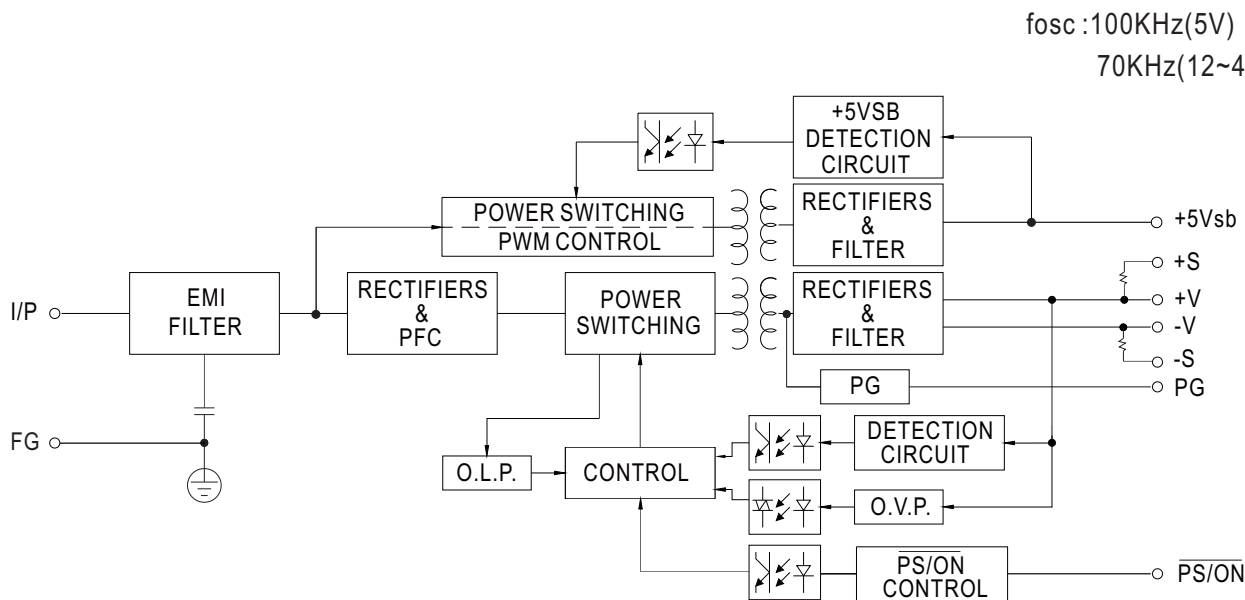 fosc :100KHz(5V)
70KHz(12~4
+5VSB
DETECTION
CIRCUIT
POWER SWITCHING
PWM CONTROL
RECTIFIERS
&
FILTER
+5Vsb
I/P
EMI
FILTER
RECTIFIERS
&
PFC
POWER
SWITCHING
RECTIFIERS
&
FILTER
+S
+V
-V
-S
PG
PG
FG
O.L.P.
CONTROL
DETECTION
CIRCUIT
O.V.P.
PS/ON
CONTROL
PS/ON